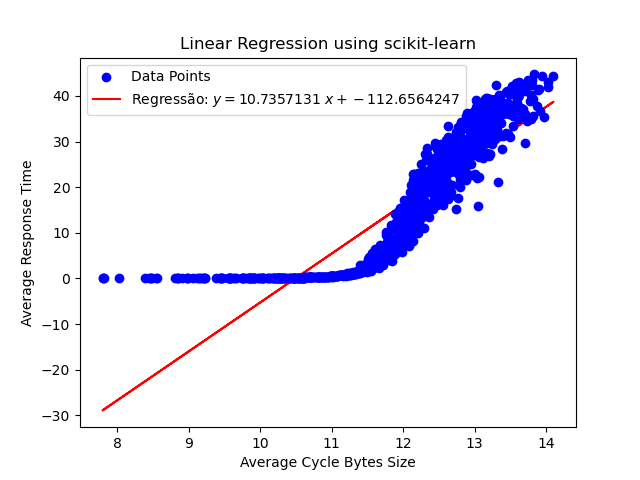 Linear Regression using scikit-learn
Data Points
Regressão: y = 10.7357131 x + −112.6564247
Average Response Time
40
30
20
10
0
−10
−20
−30
8 9 10 11 12 13 14
Average Cycle Bytes Size